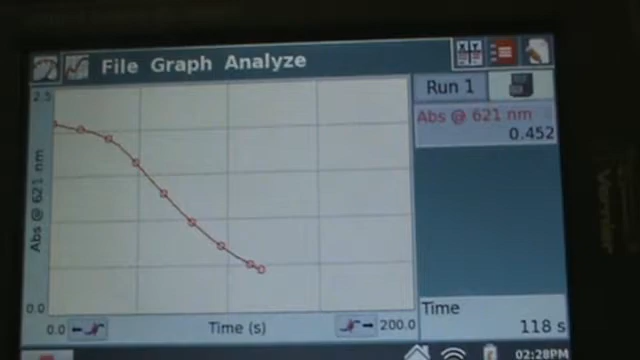 File Graph Analyze
Run 1
2.5
Abs @ 621 nm
0.452
Abs @ 621 nm
0.0
0.0
Time (s)
200.0
Time
118 s
02:28PM
Vernier